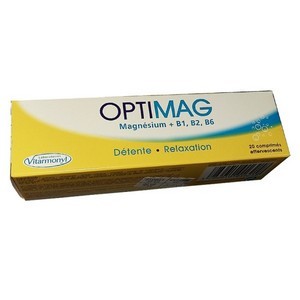 OPTIMAG
Magnésium + B1, B2, B6
Vitarmonyl
Détente • Relaxation
20 comprimés
effervescents